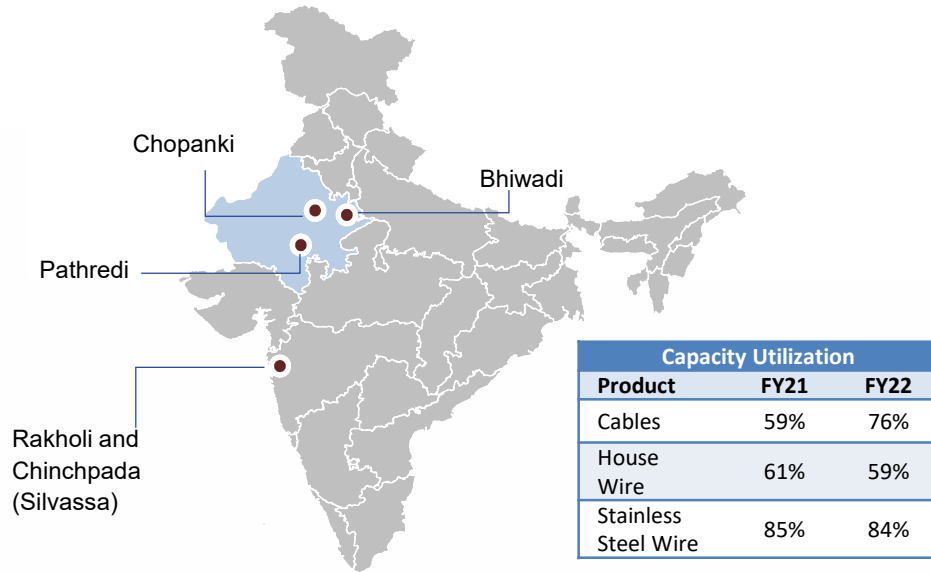 Chopanki
Bhiwadi
Pathredi
Rakholi and
Chinchpada
(Silvassa)
Capacity Utilization
Product FY21 FY22
Cables 59% 76%
House
Wire 61% 59%
Stainless
Steel Wire 85% 84%